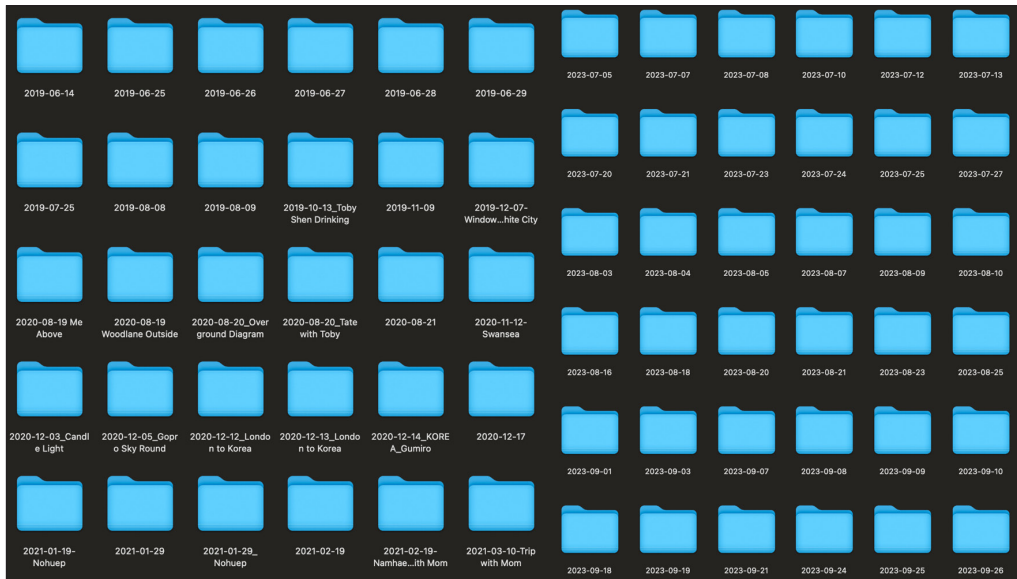 2019-06-14
2019-06-25
2019-06-26
2019-06-27
2019-06-28
2019-06-29
2019-07-25
2019-08-08
2019-08-09
2019-10-13_Toby
Shen Drinking
2019-11-09
2019-12-07-
Window...hite City
2020-08-19 Me
Above
2020-08-19
Woodlane Outside
2020-08-20_Over
ground Diagram
2020-08-20_Tate
with Toby
2020-08-21
2020-11-12-
Swansea
2020-12-03_Candl
e Light
2020-12-05_Gopr
o Sky Round
2020-12-12_Londo
n to Korea
2020-12-13_Londo
n to Korea
2020-12-14_KORE
A_Gumiro
2020-12-17
2021-01-19-
Nohuep
2021-01-29
2021-01-29_
Nohuep
2021-02-19
2021-02-19-
Namhae...ith Mom
2021-03-10-Trip
with Mom
2023-07-05
2023-07-07
2023-07-08
2023-07-10
2023-07-12
2023-07-13
2023-07-20
2023-07-21
2023-07-23
2023-07-24
2023-07-25
2023-07-27
2023-08-03
2023-08-04
2023-08-05
2023-08-07
2023-08-09
2023-08-10
2023-08-16
2023-08-18
2023-08-20
2023-08-21
2023-08-23
2023-08-25
2023-09-01
2023-09-03
2023-09-07
2023-09-08
2023-09-09
2023-09-10
2023-09-18
2023-09-19
2023-09-21
2023-09-24
2023-09-25
2023-09-26